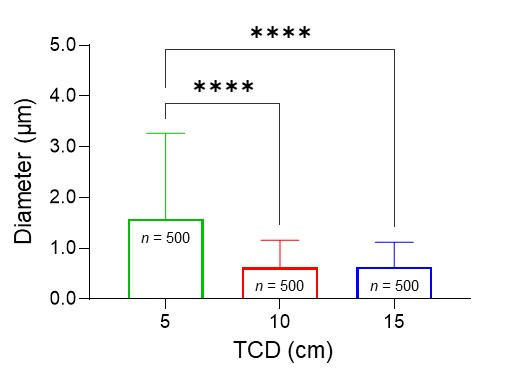 ****
****
5.0
4.0
3.0
2.0
1.0
0.0
Diameter (μm)
n = 500
n = 500
n = 500
5
10
15
TCD (cm)